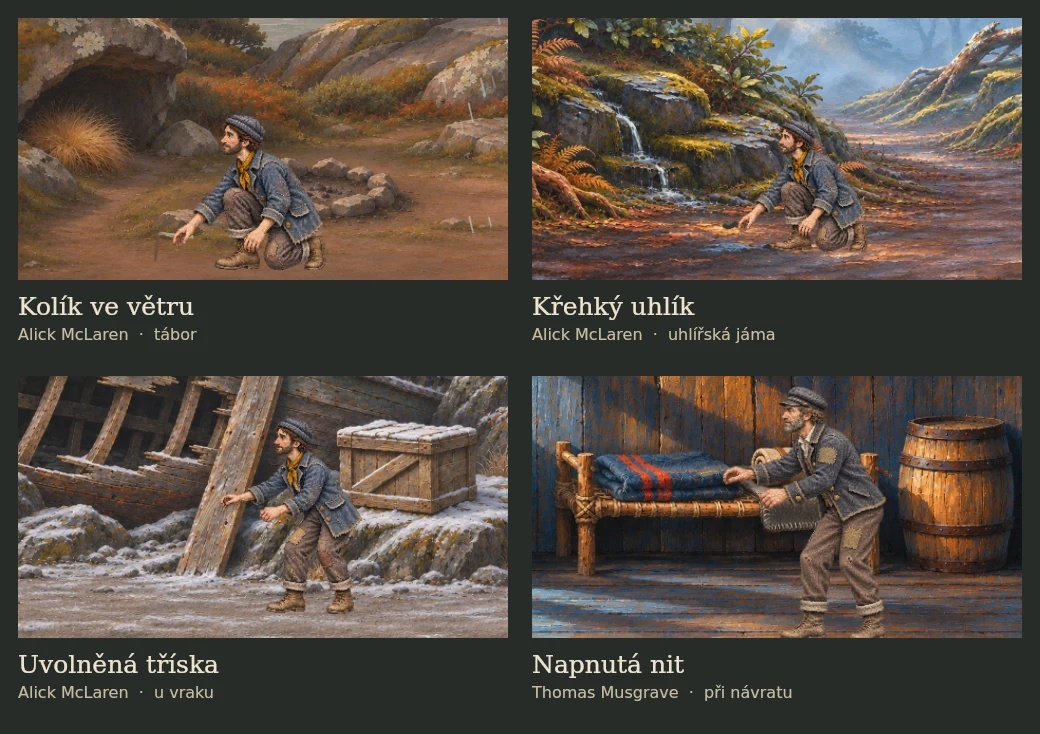 Kolík ve větru
Alick McLaren · tábor
Křehký uhlík
Alick McLaren · uhlířská jáma
Uvolněná tříska
Alick McLaren · u vraku
Napnutá nit
Thomas Musgrave · při návratu